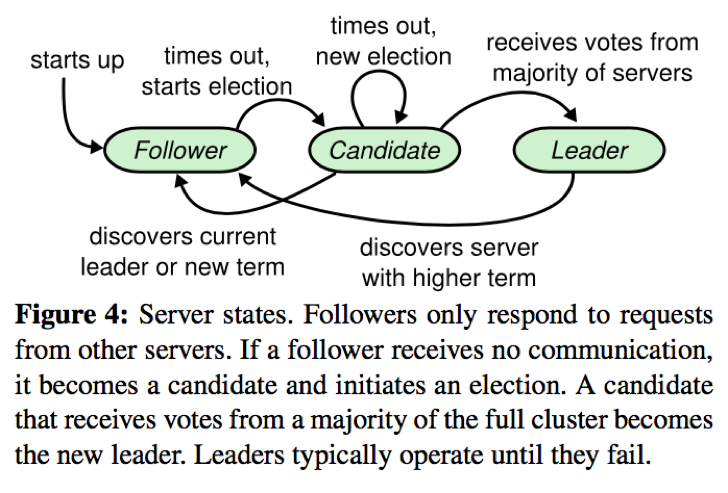 starts up
times out,
starts election
times out,
new election
receives votes from
majority of servers
Follower
Candidate
Leader
discovers current
leader or new term
discovers server
with higher term
Figure 4: Server states. Followers only respond to requests
from other servers. If a follower receives no communication,
it becomes a candidate and initiates an election. A candidate
that receives votes from a majority of the full cluster becomes
the new leader. Leaders typically operate until they fail.